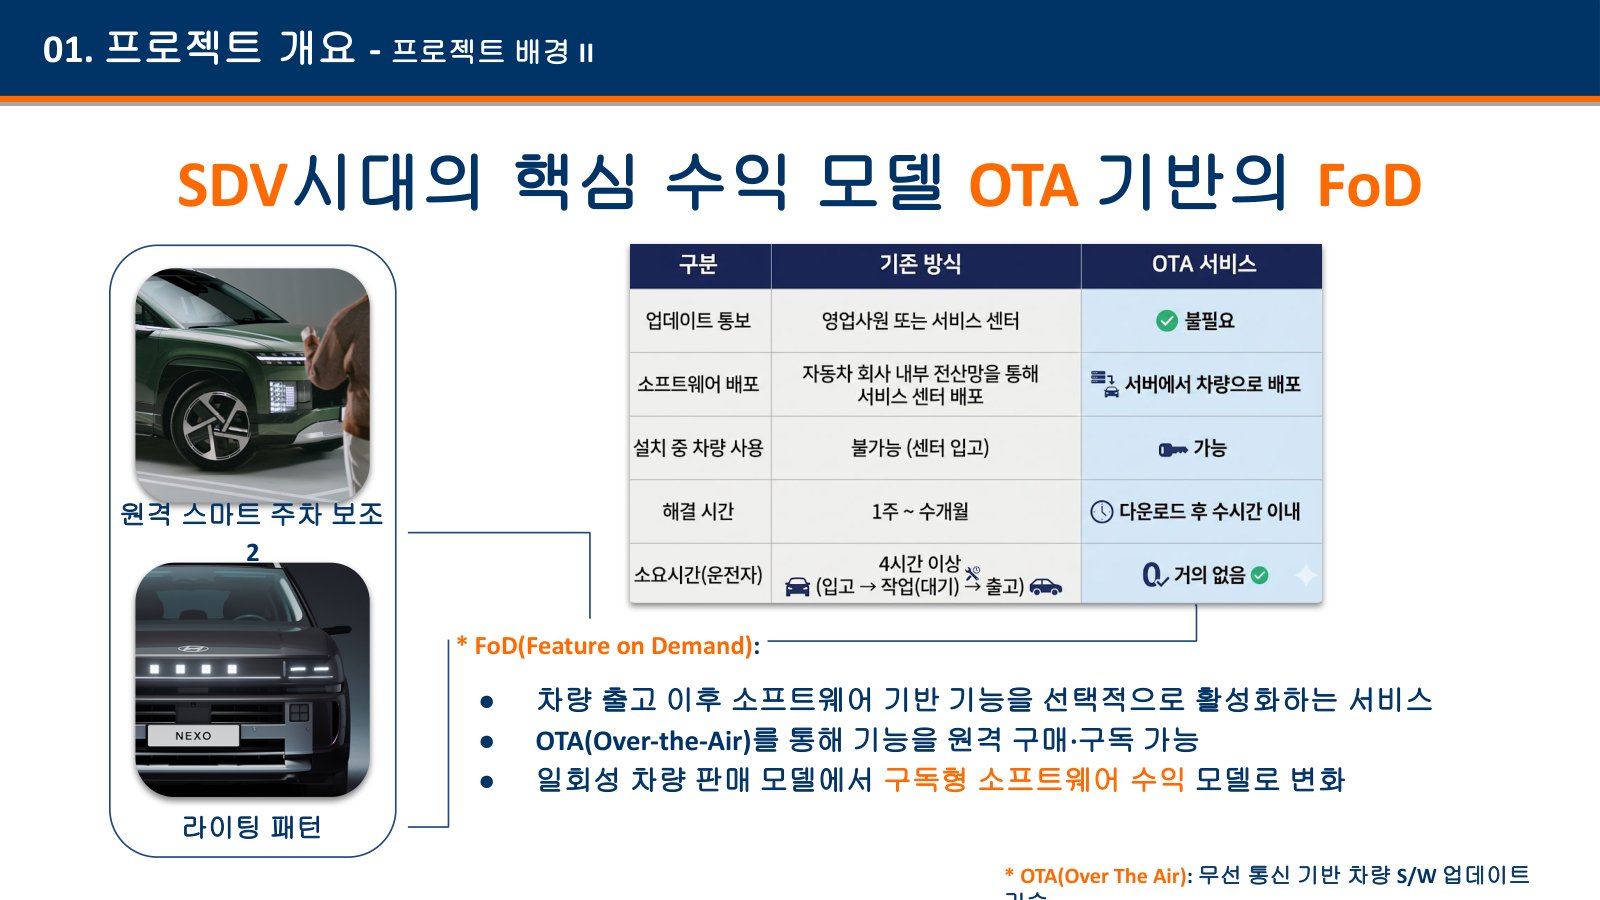 01. 프로젝트 개요 - 프로젝트 배경 II
SDV시대의 핵심 수익 모델 OTA 기반의 FoD
원격 스마트 주차 보조
2
NEXO
라이팅 패턴
구분 기존 방식 OTA 서비스
업데이트 통보 영업사원 또는 서비스 센터 불필요
소프트웨어 배포 자동차 회사 내부 전산망을 통해
서비스 센터 배포 서버에서 차량으로 배포
설치 중 차량 사용 불가능 (센터 입고) 가능
해결 시간 1주 ~ 수개월 다운로드 후 수시간 이내
소요시간(운전자) 4시간 이상
(입고 → 작업(대기) → 출고) 0 거의 없음
* FoD(Feature on Demand):
● 차량 출고 이후 소프트웨어 기반 기능을 선택적으로 활성화하는 서비스
● OTA(Over-the-Air)를 통해 기능을 원격 구매·구독 가능
● 일회성 차량 판매 모델에서 구독형 소프트웨어 수익 모델로 변화
* OTA(Over The Air): 무선 통신 기반 차량 S/W 업데이트